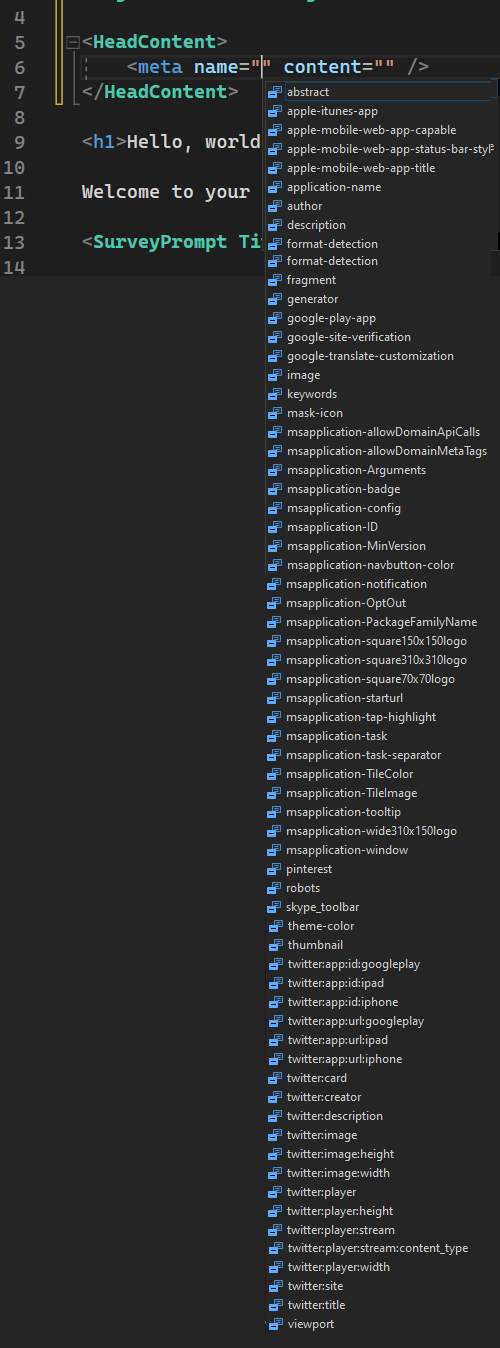 4
5 <HeadContent>
6 <meta name="" content="" />
7 </HeadContent>
8
9 <h1>Hello, world
10
11 Welcome to your
12
13 <SurveyPrompt Ti
14
abstract
apple-itunes-app
apple-mobile-web-app-capable
apple-mobile-web-app-status-bar-style
apple-mobile-web-app-title
application-name
author
description
format-detection
format-detection
fragment
generator
google-play-app
google-site-verification
google-translate-customization
image
keywords
mask-icon
msapplication-allowDomainApiCalls
msapplication-allowDomainMetaTags
msapplication-Arguments
msapplication-badge
msapplication-config
msapplication-ID
msapplication-MinVersion
msapplication-navbutton-color
msapplication-notification
msapplication-OptOut
msapplication-PackageFamilyName
msapplication-square150x150logo
msapplication-square310x310logo
msapplication-square70x70logo
msapplication-starturl
msapplication-tap-highlight
msapplication-task
msapplication-task-separator
msapplication-TileColor
msapplication-TileImage
msapplication-tooltip
msapplication-wide310x150logo
msapplication-window
pinterest
robots
skype_toolbar
theme-color
thumbnail
twitter:app:id:googleplay
twitter:app:id:ipad
twitter:app:id:iphone
twitter:app:url:googleplay
twitter:app:url:ipad
twitter:app:url:iphone
twitter:card
twitter:creator
twitter:description
twitter:image
twitter:image:height
twitter:image:width
twitter:player
twitter:player:height
twitter:player:stream
twitter:player:stream:content_type
twitter:player:width
twitter:site
twitter:title
viewport